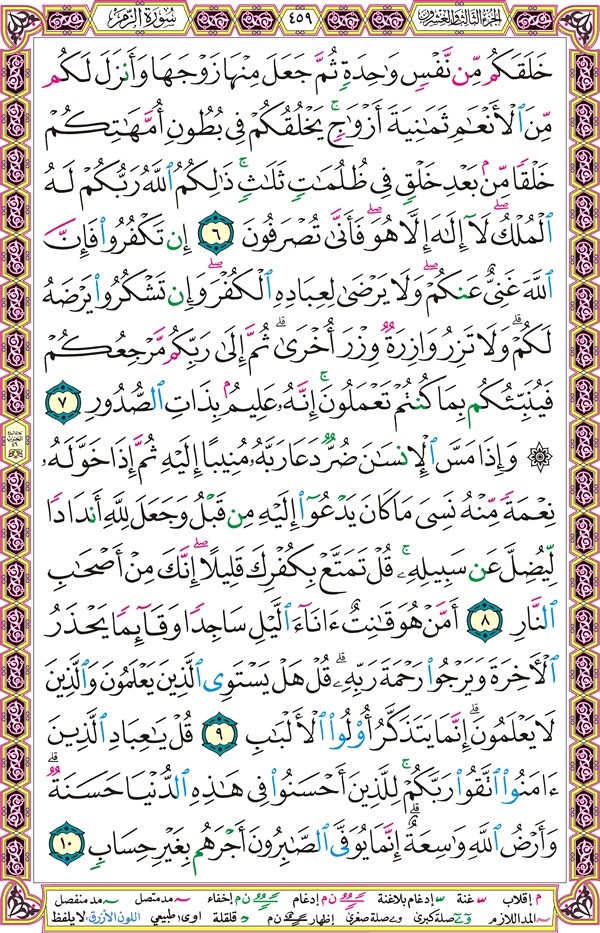 الجزء الثالث والعشرون ٤٥٩ سورة الزمر
خَلَقَكُم مِّن نَّفْسٍ وَٰحِدَةٍ ثُمَّ جَعَلَ مِنْهَا زَوْجَهَا وَأَنزَلَ لَكُم
مِّنَ ٱلْأَنْعَٰمِ ثَمَٰنِيَةَ أَزْوَٰجٍ ۚ يَخْلُقُكُمْ فِى بُطُونِ أُمَّهَٰتِكُمْ
خَلْقًا مِّنۢ بَعْدِ خَلْقٍ فِى ظُلُمَٰتٍ ثَلَٰثٍ ۚ ذَٰلِكُمُ ٱللَّهُ رَبُّكُمْ لَهُ
ٱلْمُلْكُ ۖ لَآ إِلَٰهَ إِلَّا هُوَ ۖ فَأَنَّىٰ تُصْرَفُونَ ٦ إِن تَكْفُرُوا۟ فَإِنَّ
ٱللَّهَ غَنِىٌّ عَنكُمْ ۖ وَلَا يَرْضَىٰ لِعِبَادِهِ ٱلْكُفْرَ ۖ وَإِن تَشْكُرُوا۟ يَرْضَهُ
لَكُمْ ۗ وَلَا تَزِرُ وَازِرَةٌ وِزْرَ أُخْرَىٰ ۗ ثُمَّ إِلَىٰ رَبِّكُم مَّرْجِعُكُمْ
فَيُنَبِّئُكُم بِمَا كُنتُمْ تَعْمَلُونَ ۚ إِنَّهُۥ عَلِيمٌۢ بِذَاتِ ٱلصُّدُورِ ٧
۞ وَإِذَا مَسَّ ٱلْإِنسَٰنَ ضُرٌّ دَعَا رَبَّهُۥ مُنِيبًا إِلَيْهِ ثُمَّ إِذَا خَوَّلَهُۥ
نِعْمَةً مِّنْهُ نَسِىَ مَا كَانَ يَدْعُوٓا۟ إِلَيْهِ مِن قَبْلُ وَجَعَلَ لِلَّهِ أَندَادًا
لِّيُضِلَّ عَن سَبِيلِهِۦ ۚ قُلْ تَمَتَّعْ بِكُفْرِكَ قَلِيلًا ۖ إِنَّكَ مِنْ أَصْحَٰبِ
ٱلنَّارِ ٨ أَمَّنْ هُوَ قَٰنِتٌ ءَانَآءَ ٱلَّيْلِ سَاجِدًا وَقَآئِمًا يَحْذَرُ
ٱلْءَاخِرَةَ وَيَرْجُوا۟ رَحْمَةَ رَبِّهِۦ ۗ قُلْ هَلْ يَسْتَوِى ٱلَّذِينَ يَعْلَمُونَ وَٱلَّذِينَ
لَا يَعْلَمُونَ ۗ إِنَّمَا يَتَذَكَّرُ أُو۟لُوا۟ ٱلْأَلْبَٰبِ ٩ قُلْ يَٰعِبَادِ ٱلَّذِينَ
ءَامَنُوا۟ ٱتَّقُوا۟ رَبَّكُمْ ۚ لِلَّذِينَ أَحْسَنُوا۟ فِى هَٰذِهِ ٱلدُّنْيَا حَسَنَةٌ ۗ
وَأَرْضُ ٱللَّهِ وَٰسِعَةٌ ۗ إِنَّمَا يُوَفَّى ٱلصَّٰبِرُونَ أَجْرَهُم بِغَيْرِ حِسَابٍ ١٠
م إقلاب غنة إدغام بلاغنة ن م إدغام ن م إخفاء مد متصل مد منفصل
المد اللازم صلة كبرى صلة صغرى إظهار ن م قلقلة اوى طبيعي اللون الأزرق: لا يلفظ